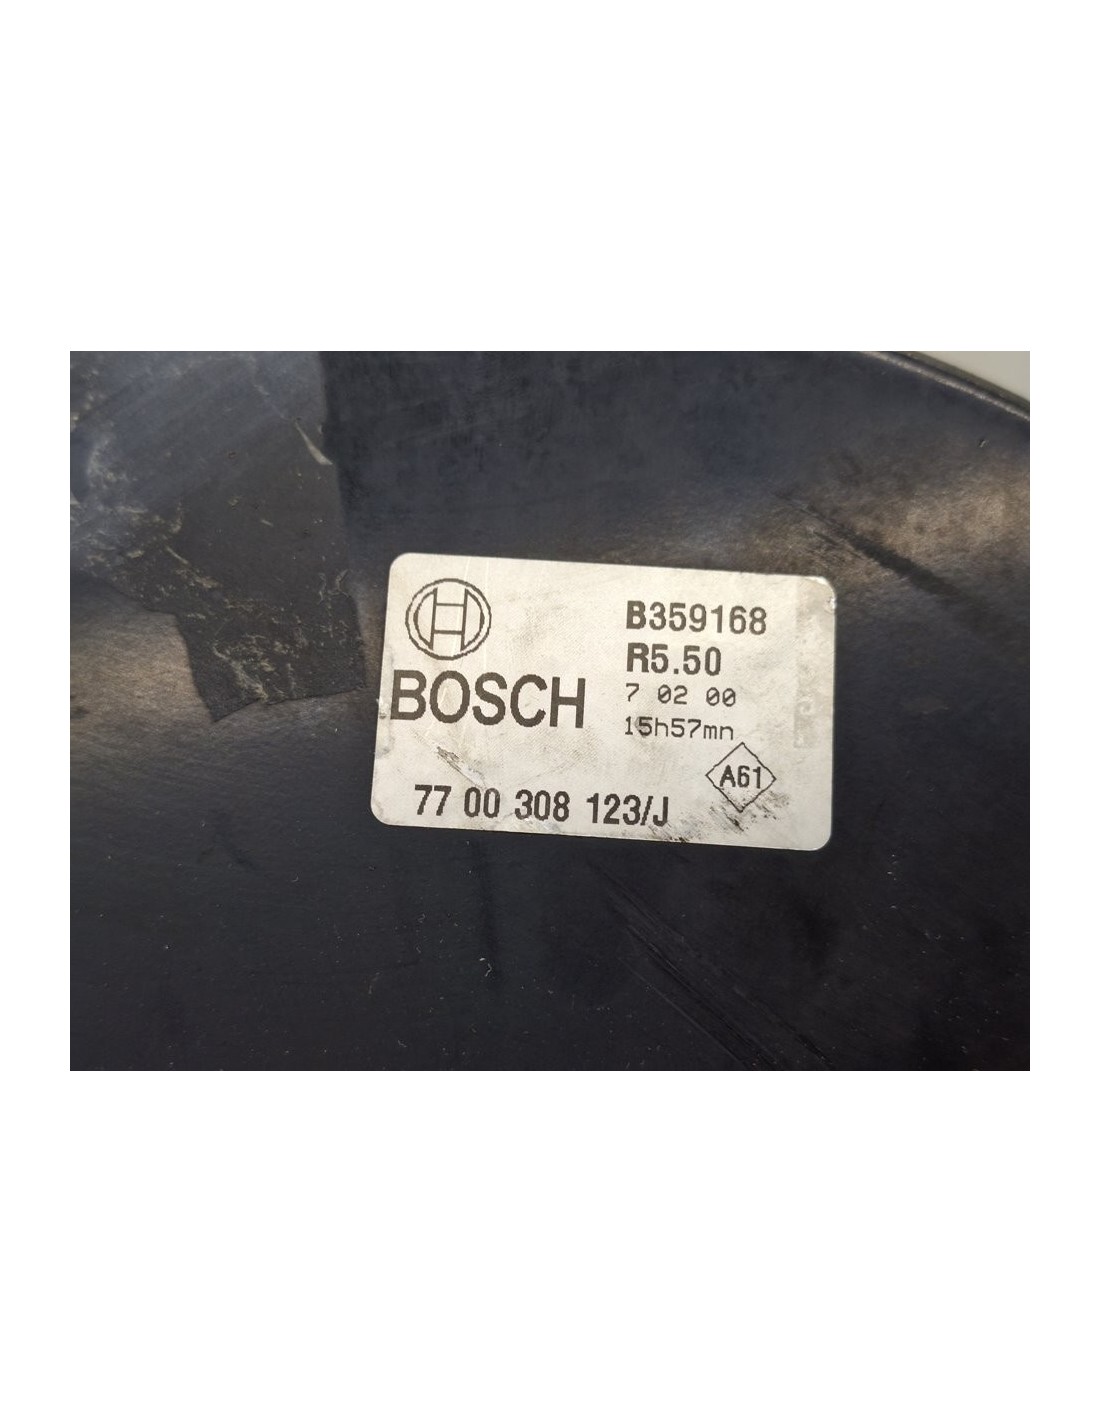 BOSCH
B359168
R5.50
7 02 00
15h57mn
A61
77 00 308 123/J